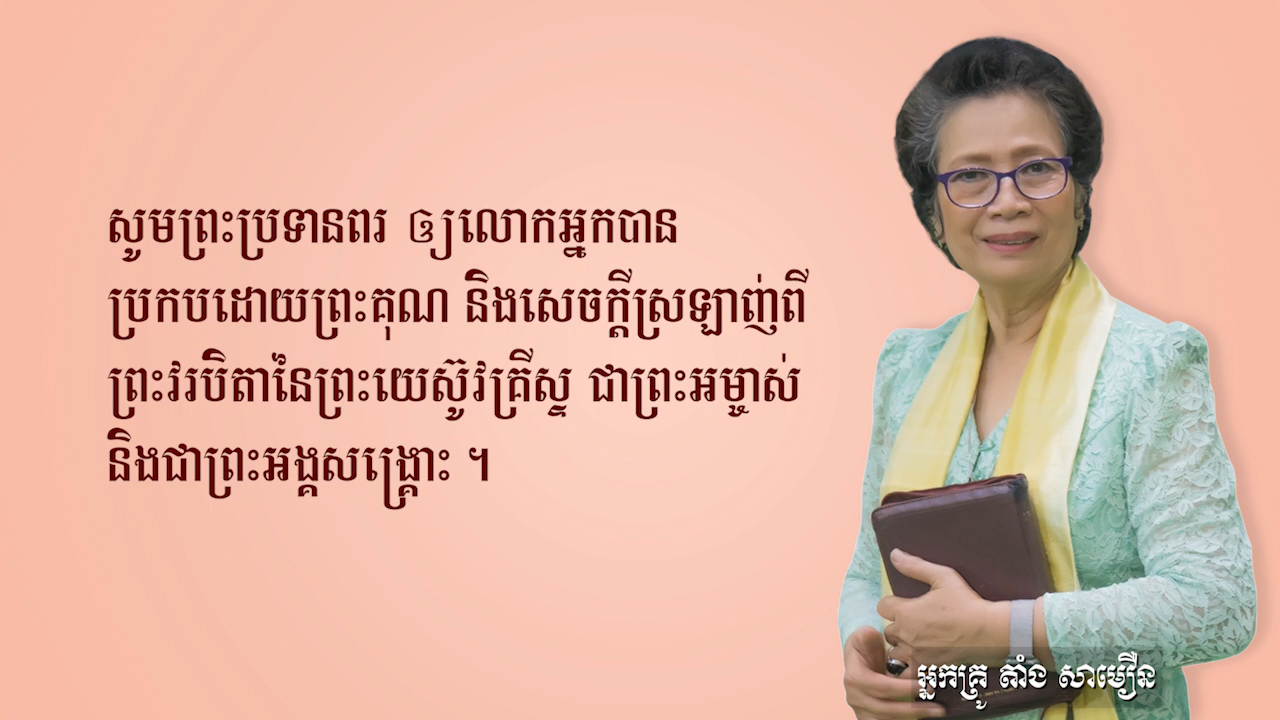 សូមព្រះប្រទានពរ ឲ្យលោកអ្នកបាន
ប្រកបដោយព្រះគុណ និងសេចក្ដីស្រឡាញ់ពី
ព្រះវរបិតានៃព្រះយេស៊ូវគ្រីស្ទ ជាព្រះអម្ចាស់
និងជាព្រះអង្គសង្គ្រោះ ។
អ្នកគ្រូ តាំង សាមឿន